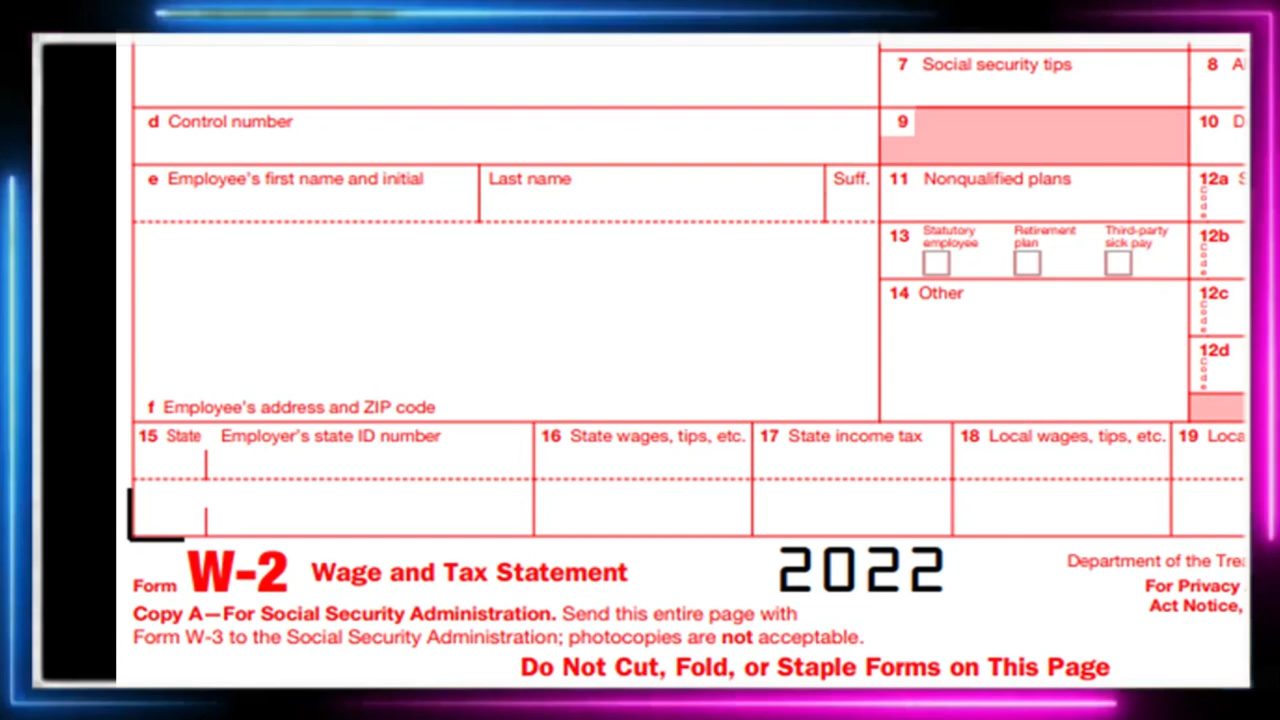 7 Social security tips 8
d Control number 9 10
e Employee's first name and initial Last name Suff. 11 Nonqualified plans 12a
Code
13 Statutory employee Retirement plan Third-party sick pay 12b
Code
14 Other 12c
Code
12d
Code
f Employee's address and ZIP code
15 State Employer's state ID number 16 State wages, tips, etc. 17 State income tax 18 Local wages, tips, etc. 19
Form W-2 Wage and Tax Statement 2022 Department of the
For Privacy
Act Notice,
Copy A—For Social Security Administration. Send this entire page with
Form W-3 to the Social Security Administration; photocopies are not acceptable.
Do Not Cut, Fold, or Staple Forms on This Page